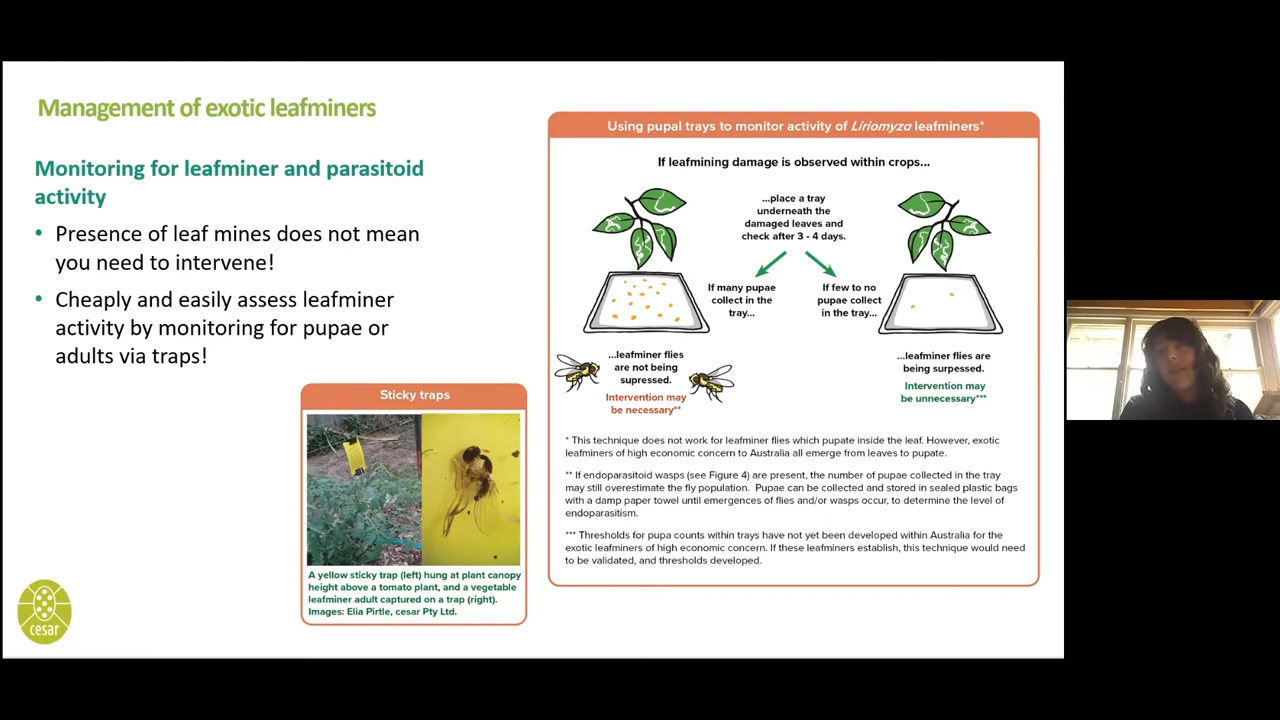 Management of exotic leafminers
Monitoring for leafminer and parasitoid
activity
• Presence of leaf mines does not mean
you need to intervene!
• Cheaply and easily assess leafminer
activity by monitoring for pupae or
adults via traps!
Sticky traps
A yellow sticky trap (left) hung at plant canopy
height above a tomato plant, and a vegetable
leafminer adult captured on a trap (right).
Images: Elia Pirtle, cesar Pty Ltd.
cesar
Using pupal trays to monitor activity of Liriomyza leafminers*
If leafmining damage is observed within crops...
...place a tray
underneath the
damaged leaves and
check after 3 - 4 days.
If many pupae
collect in the
tray...
If few to no
pupae collect
in the tray...
...leafminer flies
are not being
supressed.
Intervention may
be necessary**
...leafminer flies are
being surpessed.
Intervention may
be unnecessary***
* This technique does not work for leafminer flies which pupate inside the leaf. However, exotic
leafminers of high economic concern to Australia all emerge from leaves to pupate.
** If endoparasitoid wasps (see Figure 4) are present, the number of pupae collected in the tray
may still overestimate the fly population. Pupae can be collected and stored in sealed plastic bags
with a damp paper towel until emergences of flies and/or wasps occur, to determine the level of
endoparasitism.
*** Thresholds for pupa counts within trays have not yet been developed within Australia for the
exotic leafminers of high economic concern. If these leafminers establish, this technique would need
to be validated, and thresholds developed.